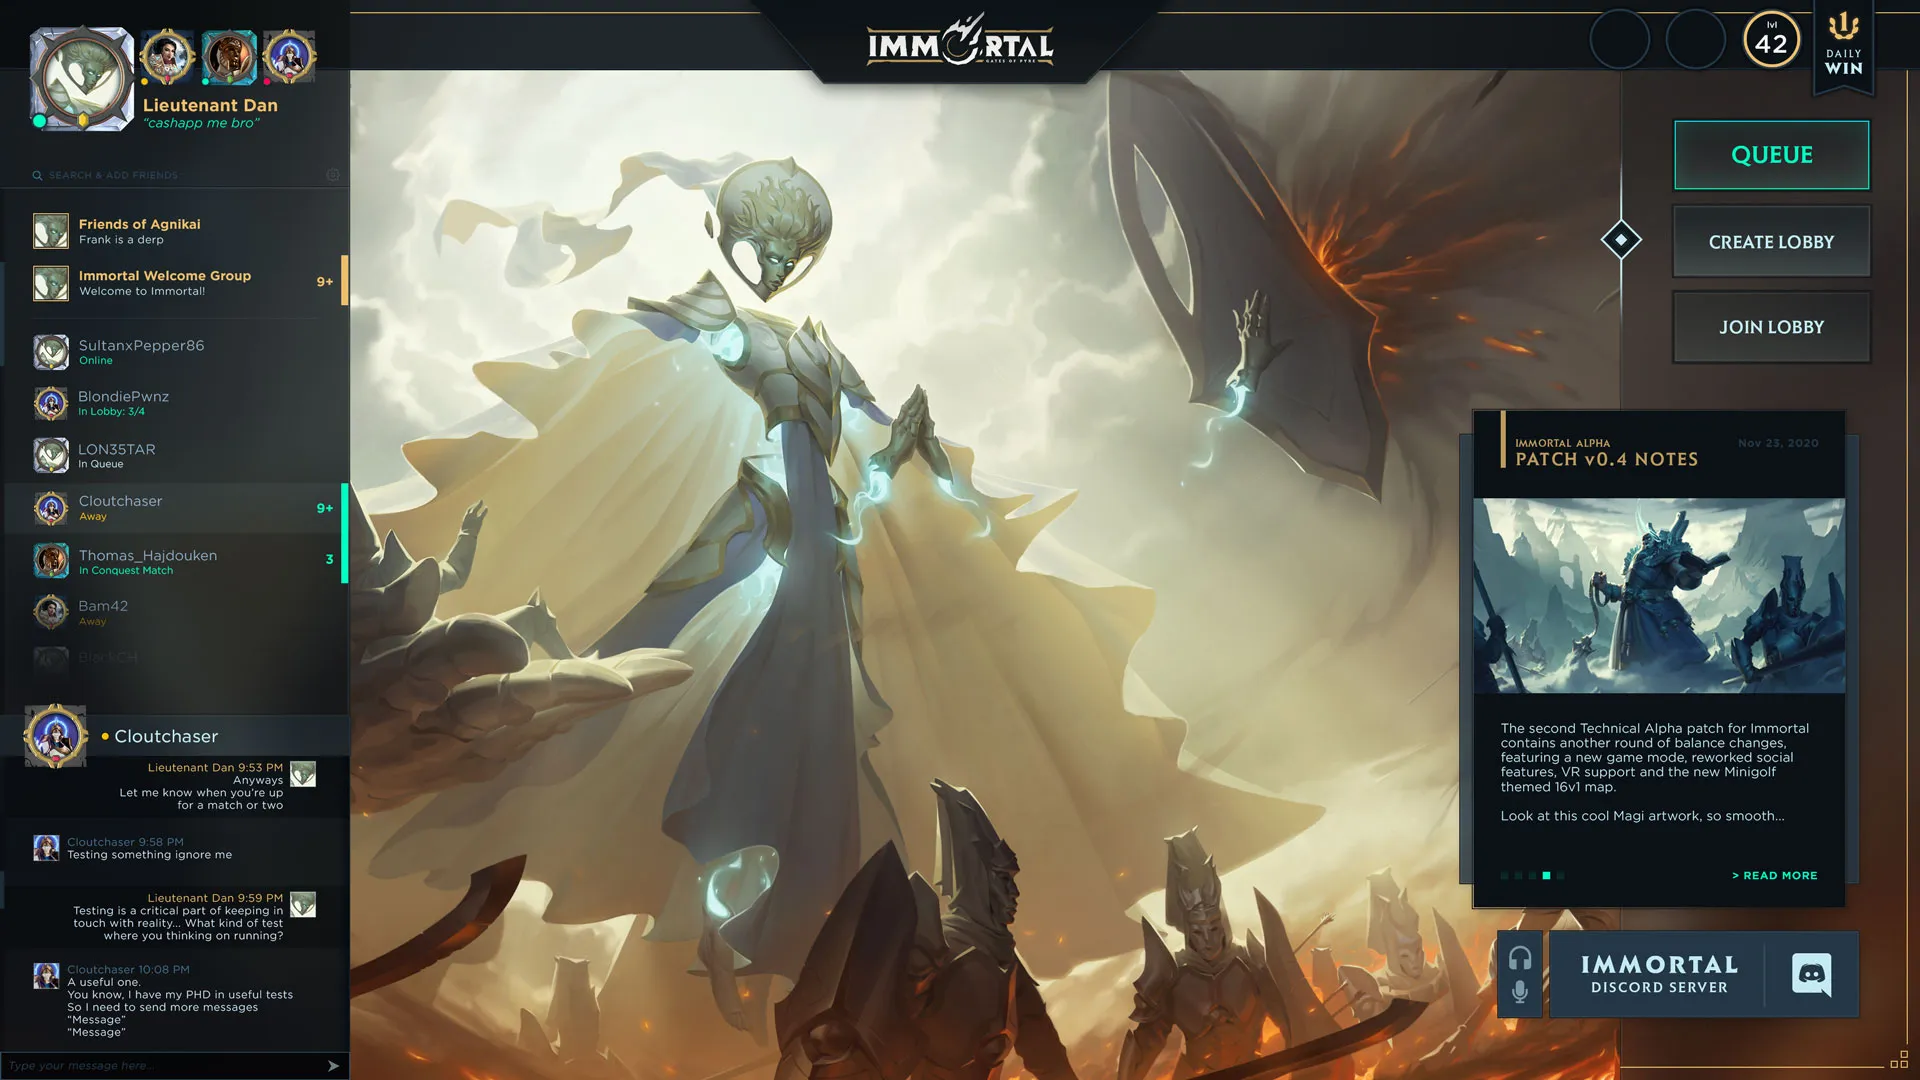 IMMORTAL
GATES OF PYRE
lvl
42
DAILY
WIN
Lieutenant Dan
“cashapp me bro”
SEARCH & ADD FRIENDS
Friends of Agnikai
Frank is a derp
Immortal Welcome Group
Welcome to Immortal!
9+
SultanxPepper86
Online
BlondiePwnz
In Lobby: 3/4
LON35TAR
In Queue
Cloutchaser
Away
9+
Thomas_Hajdouken
In Conquest Match
3
Bam42
Away
BlackCH
Cloutchaser
Lieutenant Dan 9:53 PM
Anyways
Let me know when you’re up
for a match or two
Cloutchaser 9:58 PM
Testing something ignore me
Lieutenant Dan 9:59 PM
Testing is a critical part of keeping in
touch with reality... What kind of test
where you thinking on running?
Cloutchaser 10:08 PM
A useful one.
You know, I have my PHD in useful tests
So I need to send more messages
“Message”
“Message”
Type your message here...
QUEUE
CREATE LOBBY
JOIN LOBBY
IMMORTAL ALPHA
PATCH v0.4 NOTES
Nov 23, 2020
The second Technical Alpha patch for Immortal
contains another round of balance changes,
featuring a new game mode, reworked social
features, VR support and the new Minigolf
themed 16v1 map.
Look at this cool Magi artwork, so smooth...
> READ MORE
IMMORTAL
DISCORD SERVER